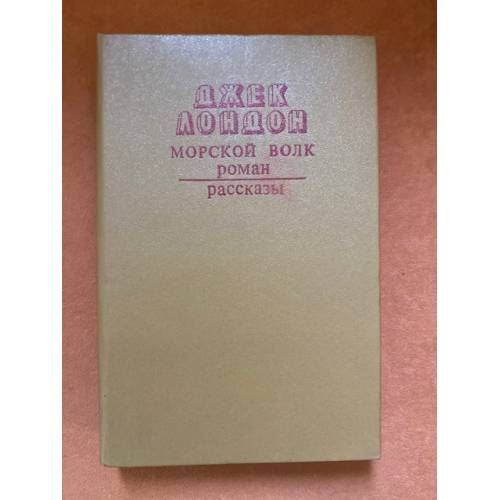 ДЖЕК
ЛОНДОН
МОРСКОЙ ВОЛК
роман
рассказы